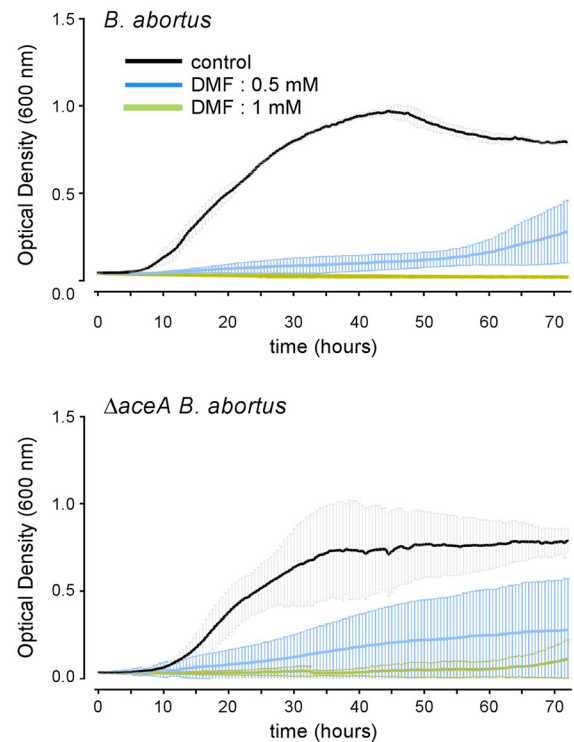 B. abortus
1.5
1.0
0.5
0.0
Optical Density (600 nm)
control
DMF : 0.5 mM
DMF : 1 mM
0 10 20 30 40 50 60 70
time (hours)
ΔaceA B. abortus
1.5
1.0
0.5
0.0
Optical Density (600 nm)
0 10 20 30 40 50 60 70
time (hours)